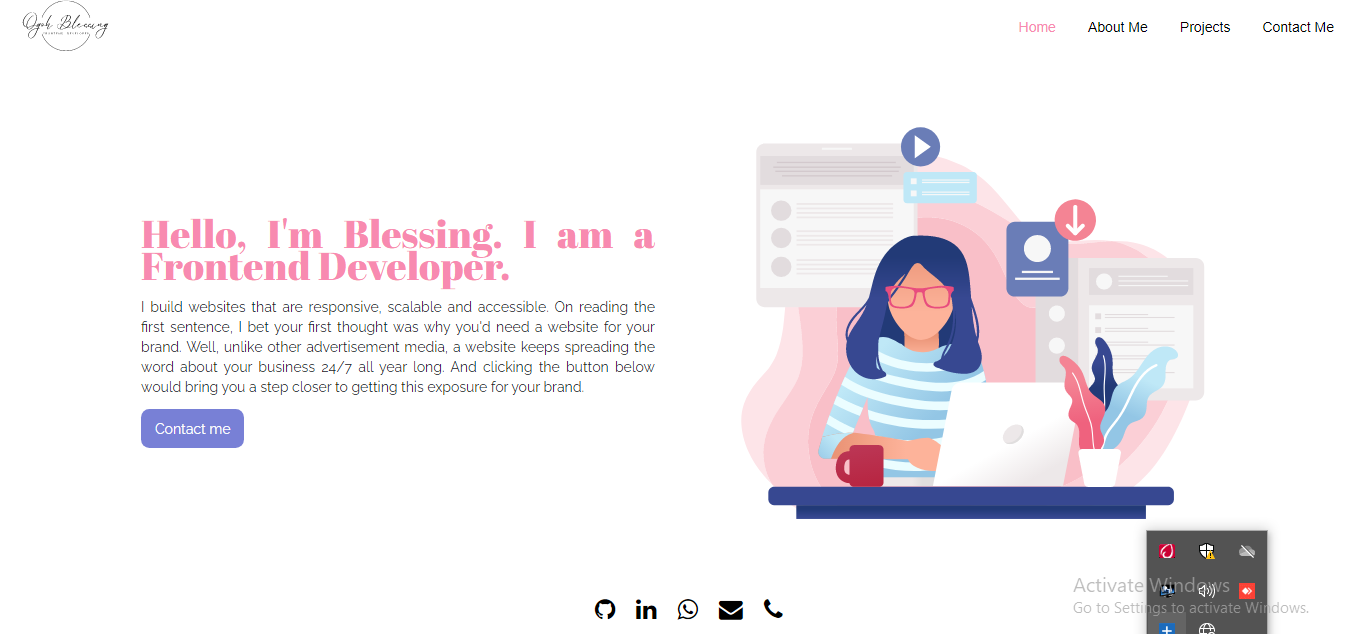 Ogoh Blessing
Home
About Me
Projects
Contact Me
Hello, I'm Blessing. I am a
Frontend Developer.
I build websites that are responsive, scalable and accessible. On reading the
first sentence, I bet your first thought was why you'd need a website for your
brand. Well, unlike other advertisement media, a website keeps spreading the
word about your business 24/7 all year long. And clicking the button below
would bring you a step closer to getting this exposure for your brand.
Contact me
in
Activate Windows
Go to Settings to activate Windows.